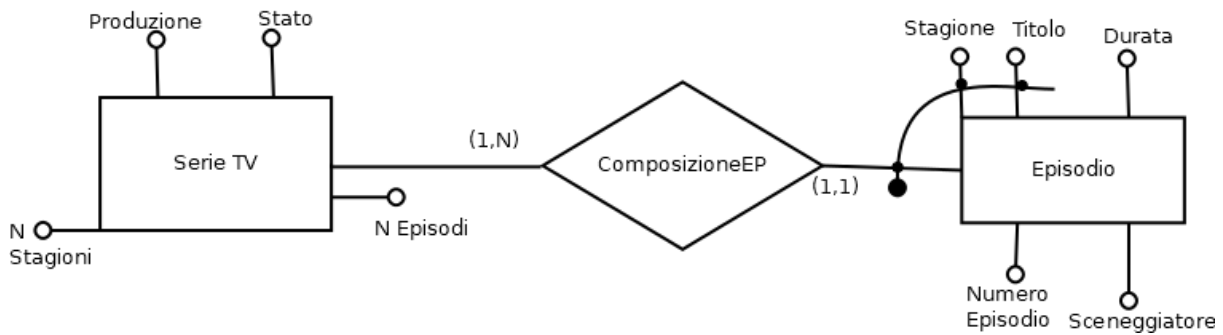 Produzione
Stato
Stagione
Titolo
Durata
(1,N)
Serie TV
ComposizioneEP
Episodio
(1,1)
N Episodi
N
Stagioni
Numero
Episodio
Sceneggiatore